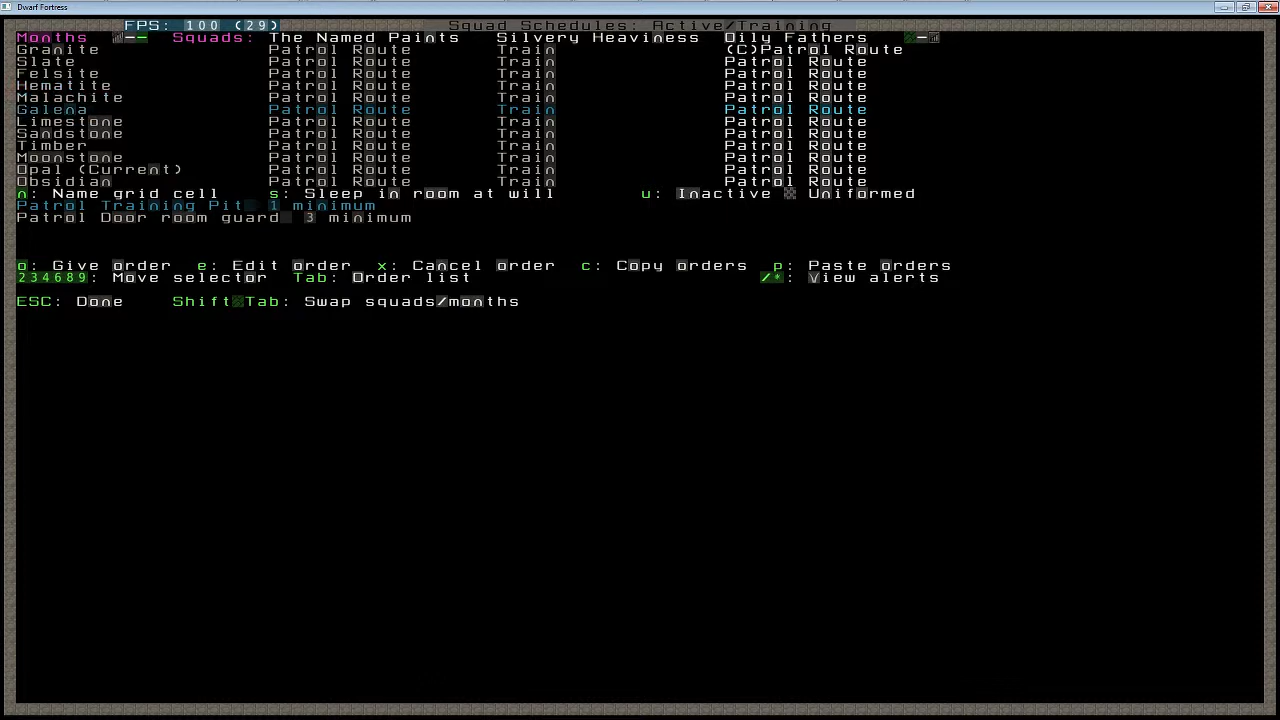 Dwarf Fortress
FPS: 100 (29) Squad Schedules: Active/Training
Months -- Squads: The Named Paints Silvery Heaviness Oily Fathers -
Granite Patrol Route Train (C)Patrol Route
Slate Patrol Route Train Patrol Route
Felsite Patrol Route Train Patrol Route
Hematite Patrol Route Train Patrol Route
Malachite Patrol Route Train Patrol Route
Galena Patrol Route Train Patrol Route
Limestone Patrol Route Train Patrol Route
Sandstone Patrol Route Train Patrol Route
Timber Patrol Route Train Patrol Route
Moonstone Patrol Route Train Patrol Route
Opal (Current) Patrol Route Train Patrol Route
Obsidian Patrol Route Train Patrol Route
n: Name grid cell s: Sleep in room at will u: Inactive Uniformed
Patrol Training Pit 1 minimum
Patrol Door room guard 3 minimum
o: Give order e: Edit order x: Cancel order c: Copy orders p: Paste orders
234689: Move selector Tab: Order list /*: View alerts
ESC: Done Shift Tab: Swap squads/months